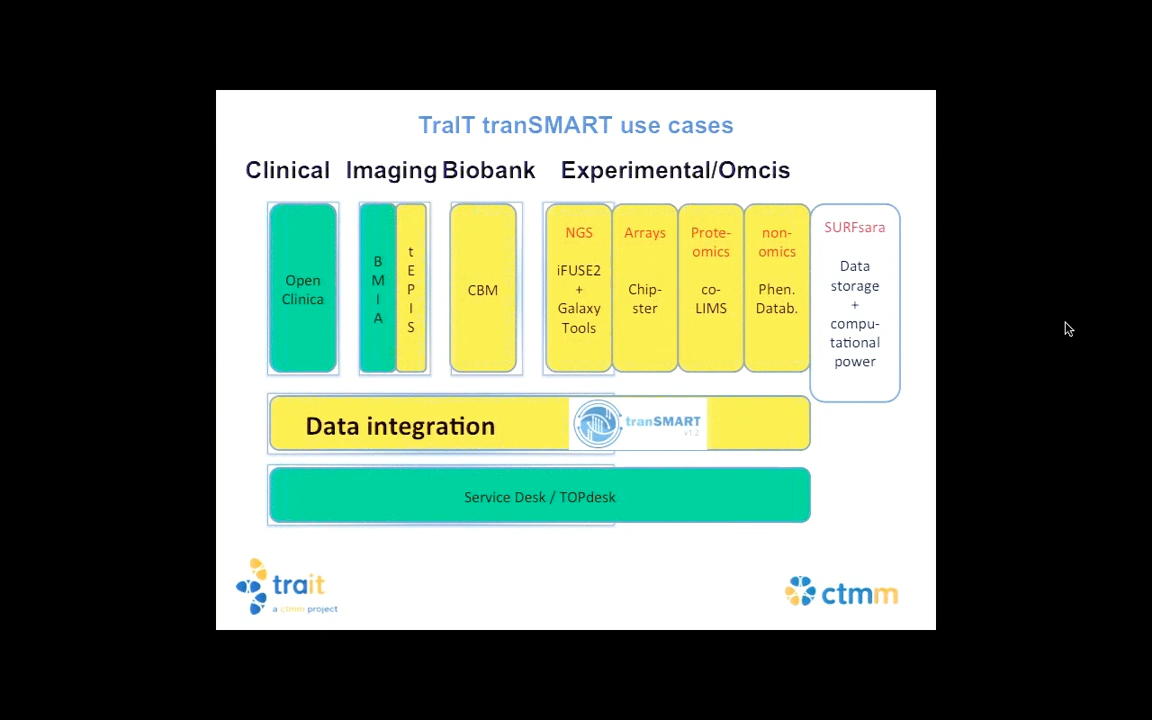 TraIT tranSMART use cases
Clinical Imaging Biobank Experimental/Omcis
Open
Clinica
B
M
I
A
t
E
P
I
S
CBM
NGS
iFUSE2
+
Galaxy
Tools
Arrays
Chip-
ster
Prote-
omics
co-
LIMS
non-
omics
Phen.
Datab.
SURFsara
Data
storage
+
compu-
tational
power
Data integration
tranSMART
v1.2
Service Desk / TOPdesk
trait
a ctmm project
ctmm